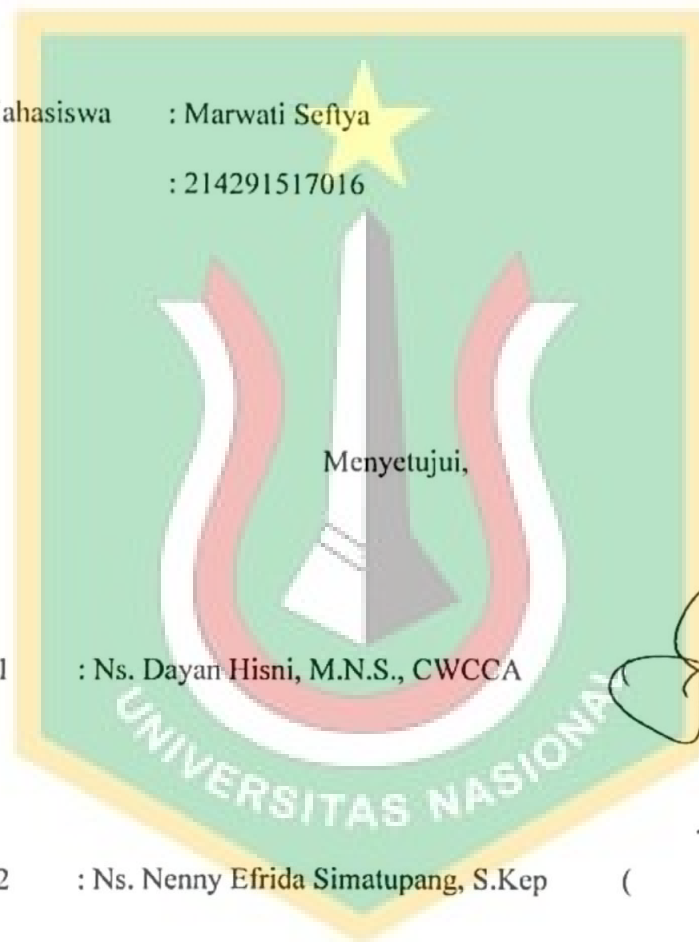 ahasiswa : Marwati Seftya
: 214291517016
Menyetujui,
1 : Ns. Dayan Hisni, M.N.S., CWCCA (
UNIVERSITAS NASIONAL
2 : Ns. Nenny Efrida Simatupang, S.Kep (